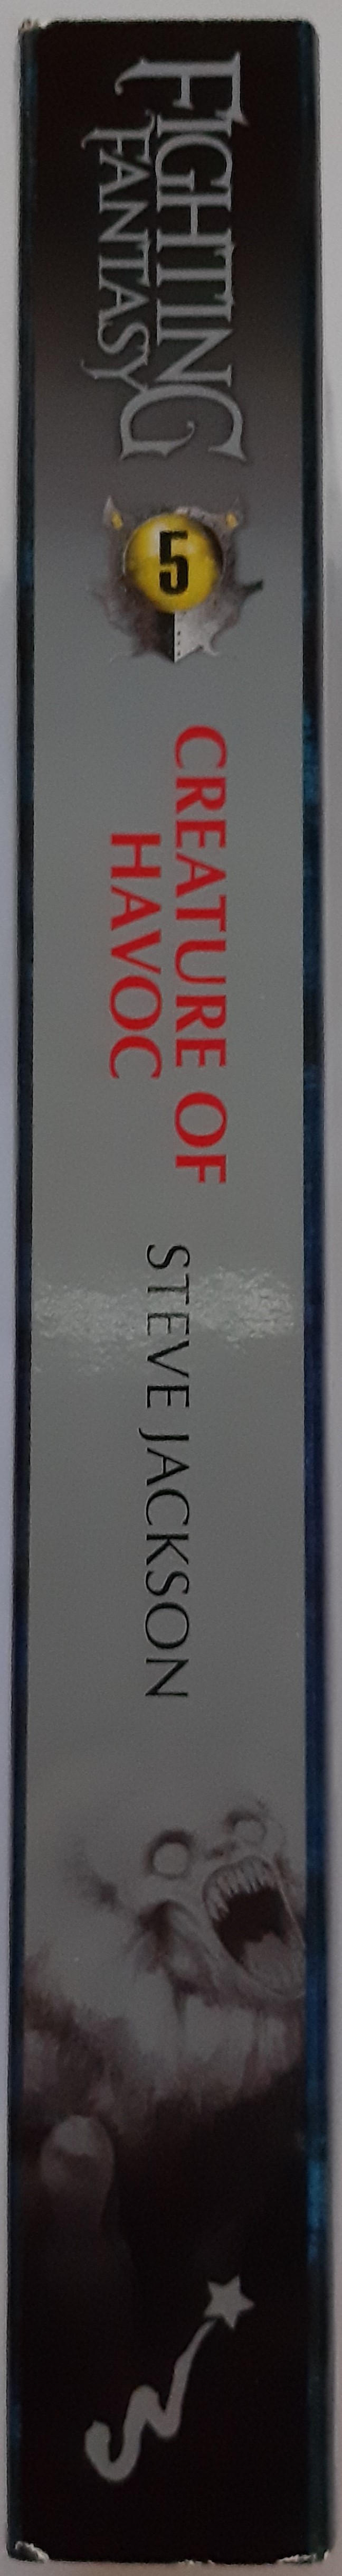 FIGHTING
FANTASY
5
CREATURE OF
HAVOC
STEVE JACKSON